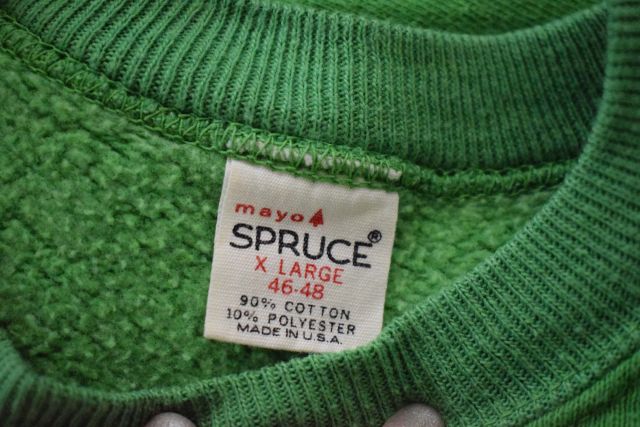 mayo
SPRUCE®
X LARGE
46-48
90% COTTON
10% POLYESTER
MADE IN U.S.A.